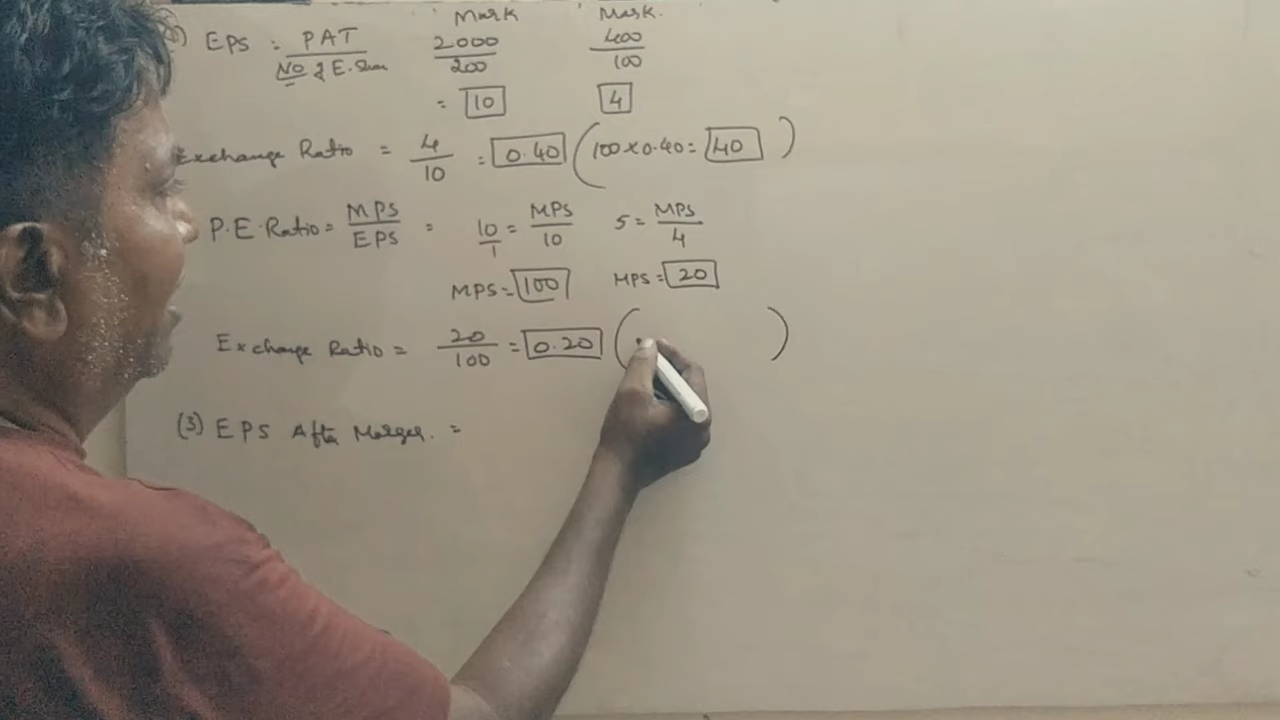 Mark Mark.
) EPS = PAT / No of E. Share 2000 / 200 400 / 100
= 10 4
Exchange Ratio = 4 / 10 = 0.40 (100 x 0.40 = 40)
P.E. Ratio = MPS / EPS = 10 / 1 = MPS / 10 5 = MPS / 4
MPS = 100 MPS = 20
Exchange Ratio = 20 / 100 = 0.20 ( )
(3) EPS After Merger. =